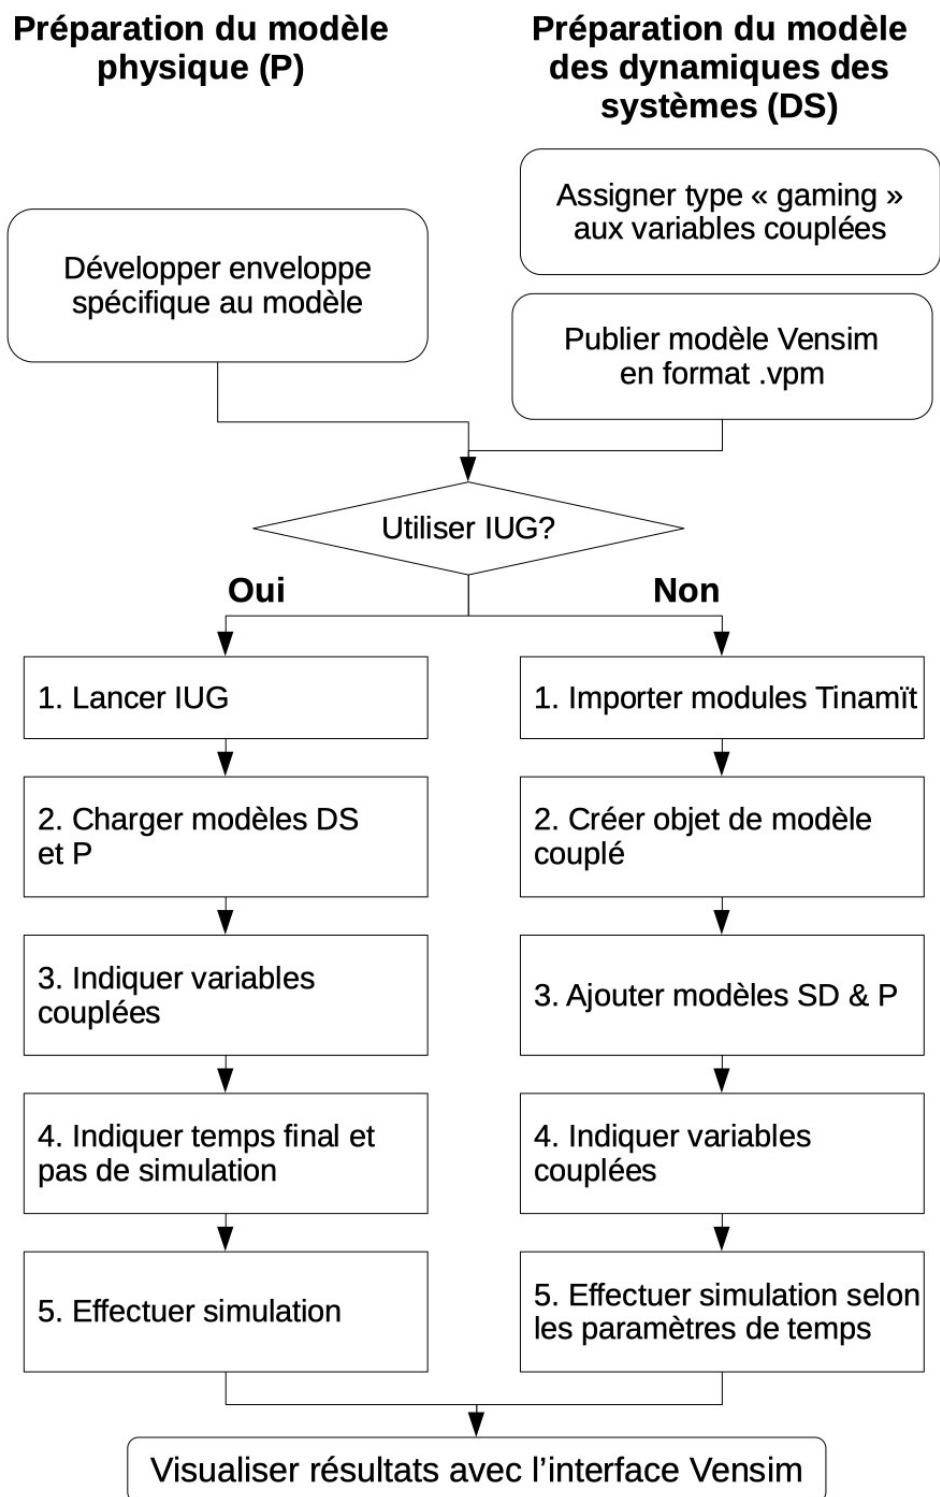 Préparation du modèle
physique (P)
Préparation du modèle
des dynamiques des
systèmes (DS)
Développer enveloppe
spécifique au modèle
Assigner type « gaming »
aux variables couplées
Publier modèle Vensim
en format .vpm
Utiliser IUG?
Oui
Non
1. Lancer IUG
2. Charger modèles DS
et P
3. Indiquer variables
couplées
4. Indiquer temps final et
pas de simulation
5. Effectuer simulation
1. Importer modules Tinamït
2. Créer objet de modèle
couplé
3. Ajouter modèles SD & P
4. Indiquer variables
couplées
5. Effectuer simulation selon
les paramètres de temps
Visualiser résultats avec l’interface Vensim